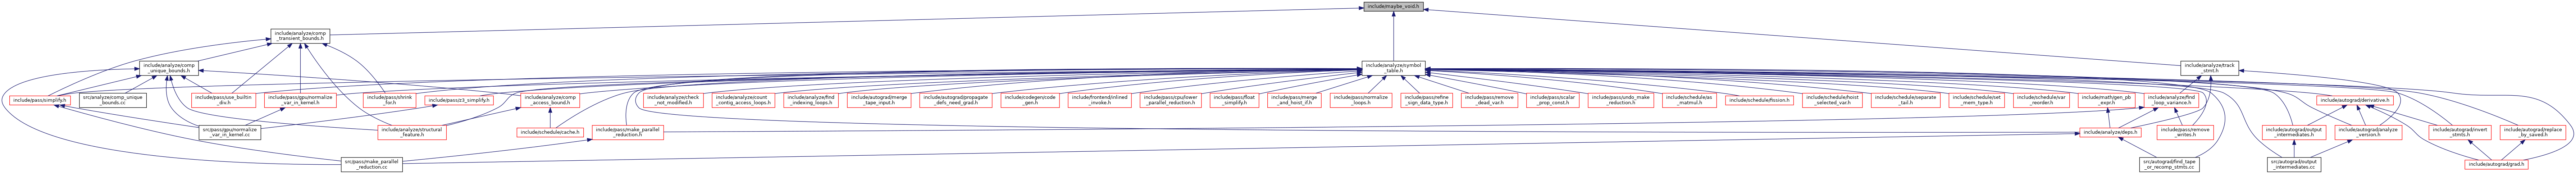 include/maybe_void.h
include/analyze/comp
_transient_bounds.h
include/analyze/comp
_unique_bounds.h
include/analyze/symbol
_table.h
include/analyze/track
_stmt.h
include/pass/simplify.h
src/analyze/comp_unique
_bounds.cc
include/pass/use_builtin
_div.h
include/pass/gpu/normalize
_var_in_kernel.h
include/pass/shrink
_for.h
include/pass/z3_simplify.h
include/analyze/comp
_access_bound.h
include/analyze/check
_not_modified.h
include/analyze/count
_contig_access_loops.h
include/analyze/find
_indexing_loops.h
include/autograd/merge
_tape_input.h
include/autograd/propagate
_defs_need_grad.h
include/codegen/code
_gen.h
include/frontend/inlined
_invoke.h
include/pass/cpu/lower
_parallel_reduction.h
include/pass/float
_simplify.h
include/pass/merge
_and_hoist_if.h
include/pass/normalize
_loops.h
include/pass/refine
_sign_data_type.h
include/pass/remove
_dead_var.h
include/pass/scalar
_prop_const.h
include/pass/undo_make
_reduction.h
include/schedule/as
_matmul.h
include/schedule/fission.h
include/schedule/hoist
_selected_var.h
include/schedule/separate
_tail.h
include/schedule/set
_mem_type.h
include/schedule/var
_reorder.h
include/math/gen_pb
_expr.h
include/analyze/find
_loop_variance.h
include/autograd/derivative.h
src/pass/gpu/normalize
_var_in_kernel.cc
include/analyze/structural
_feature.h
include/schedule/cache.h
include/pass/make_parallel
_reduction.h
include/analyze/deps.h
include/pass/remove
_writes.h
include/autograd/output
_intermediates.h
include/autograd/analyze
_version.h
include/autograd/invert
_stmts.h
include/autograd/replace
_by_saved.h
src/pass/make_parallel
_reduction.cc
src/autograd/find_tape
_or_recomp_stmts.cc
src/autograd/output
_intermediates.cc
include/autograd/grad.h